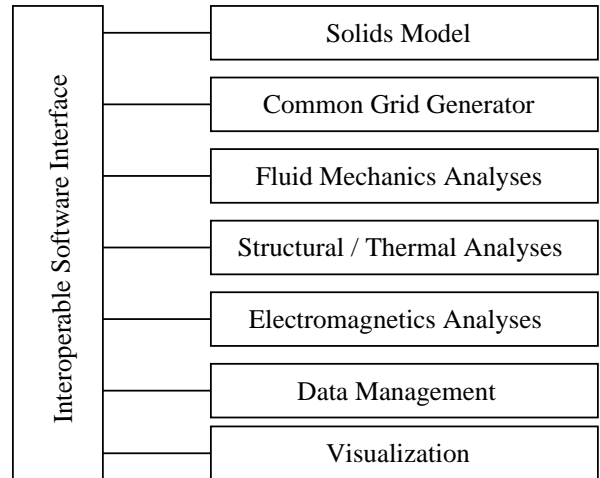 Interoperable Software Interface
Solids Model
Common Grid Generator
Fluid Mechanics Analyses
Structural / Thermal Analyses
Electromagnetics Analyses
Data Management
Visualization